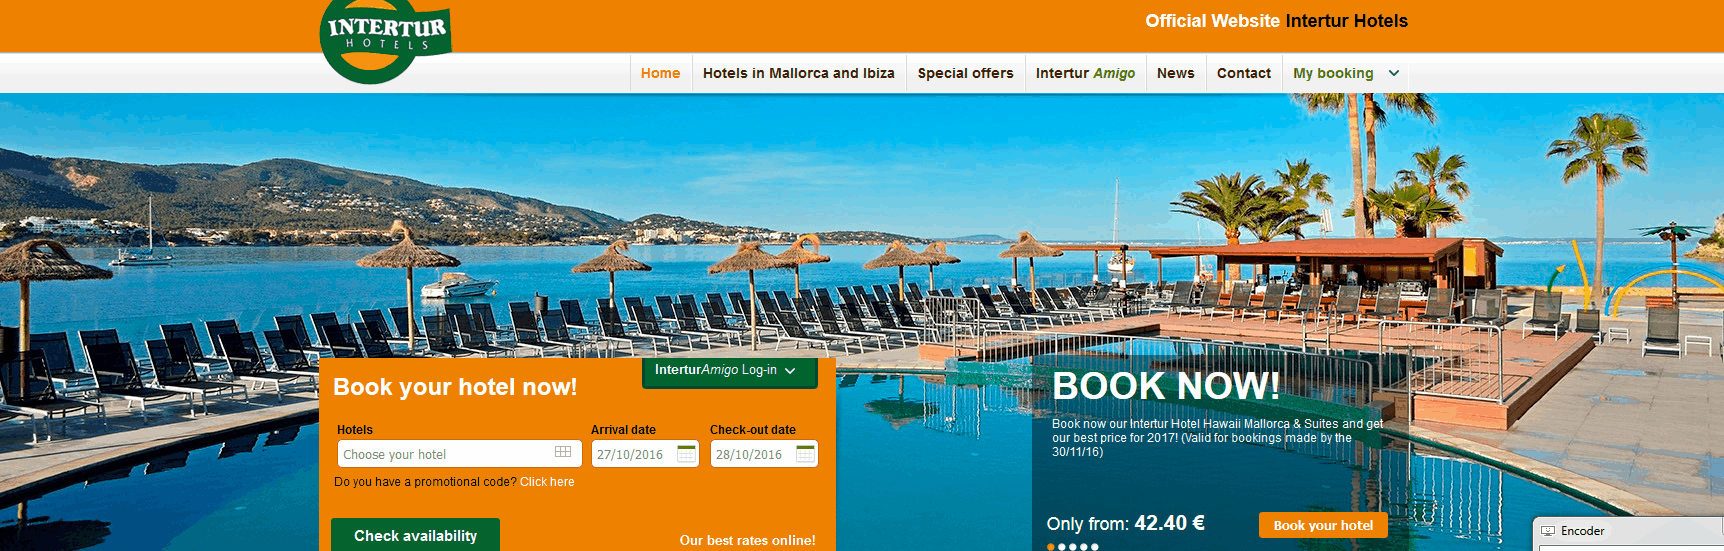 INTERTUR
HOTELS
Official Website Intertur Hotels
Home Hotels in Mallorca and Ibiza Special offers Intertur Amigo News Contact My booking
Book your hotel now!
InterturAmigo Log-in
Hotels Arrival date Check-out date
Choose your hotel 27/10/2016 28/10/2016
Do you have a promotional code? Click here
Check availability
Our best rates online!
BOOK NOW!
Book now our Intertur Hotel Hawaii Mallorca & Suites and get
our best price for 2017! (Valid for bookings made by the
30/11/16)
Only from: 42.40 €
Book your hotel
Encoder